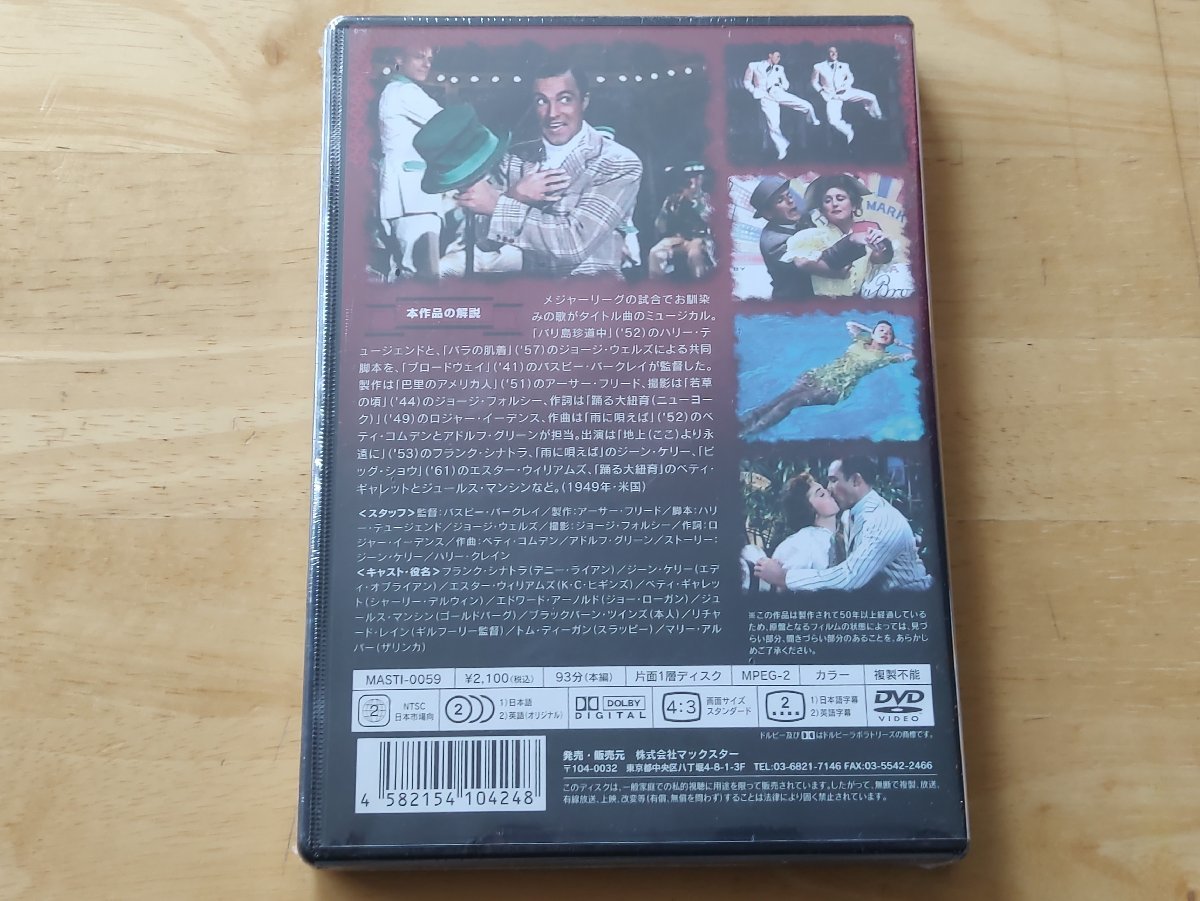 MARK
本作品の解説
メジャーリーグの試合でお馴染
みの歌がタイトル曲のミュージカル。
「バリ島珍道中」('52)のハリー・テ
ュージェンドと、「バラの肌着」('57)のジョージ・ウェルズによる共同
脚本を、「ブロードウェイ」('41)のバスビー・バークレイが監督した。
製作は「巴里のアメリカ人」('51)のアーサー・フリード、撮影は「若草
の頃」('44)のジョージ・フォルシー、作詞は「踊る大紐育(ニューヨー
ク)」('49)のロジャー・イーデンス、作曲は「雨に唄えば」('52)のベ
ティ・コムデンとアドルフ・グリーンが担当。出演は「地上(ここ)より永
遠に」('53)のフランク・シナトラ、「雨に唄えば」のジーン・ケリー、「ビ
ッグ・ショウ」('61)のエスター・ウィリアムズ、「踊る大紐育」のベティ・
ギャレットとジュールス・マンシンなど。(1949年・米国)
<スタッフ>監督:バスビー・バークレイ/製作:アーサー・フリード/脚本:ハリ
ー・テュージェンド/ジョージ・ウェルズ/撮影:ジョージ・フォルシー/作詞:ロ
ジャー・イーデンス/作曲:ベティ・コムデン/アドルフ・グリーン/ストーリー:
ジーン・ケリー/ハリー・クレイン
<キャスト・役名>フランク・シナトラ(デニー・ライアン)/ジーン・ケリー(エデ
ィ・オブライアン)/エスター・ウィリアムズ(K・C・ヒギンズ)/ベティ・ギャレッ
ト(シャーリー・デルウィン)/エドワード・アーノルド(ジョー・ローガン)/ジュ
ールス・マンシン(ゴールドバーグ)/ブラックバーン・ツインズ(本人)/リチャ
ード・レイン(ギルフーリー監督)/トム・ディーガン(スラッピー)/マリー・アル
バー(ザリンカ)
※この作品は製作されて50年以上経過している
ため、原盤となるフィルムの状態によっては、見づ
らい部分、聞きづらい部分のあることを、あらかじ
めご了承ください。
MASTI-0059 ¥2,100(税込) 93分(本編) 片面1層ディスク MPEG-2 カラー 複製不能
2 NTSC 日本市場向
2 1)日本語 2)英語(オリジナル)
DOLBY DIGITAL
4:3 画面サイズ スタンダード
2 1)日本語字幕 2)英語字幕
DVD VIDEO
ドルビー及びはドルビーラボラトリーズの商標です。
発売・販売元 株式会社マックスター
〒104-0032 東京都中央区八丁堀4-8-1-3F TEL:03-6821-7146 FAX:03-5542-2466
このディスクは、一般家庭での私的視聴に用途を限って販売されています。したがって、無断で複製、放送、
有線放送、上映、改変等(有償、無償を問わず)することは法律により固く禁止されています。
4 582154 104248